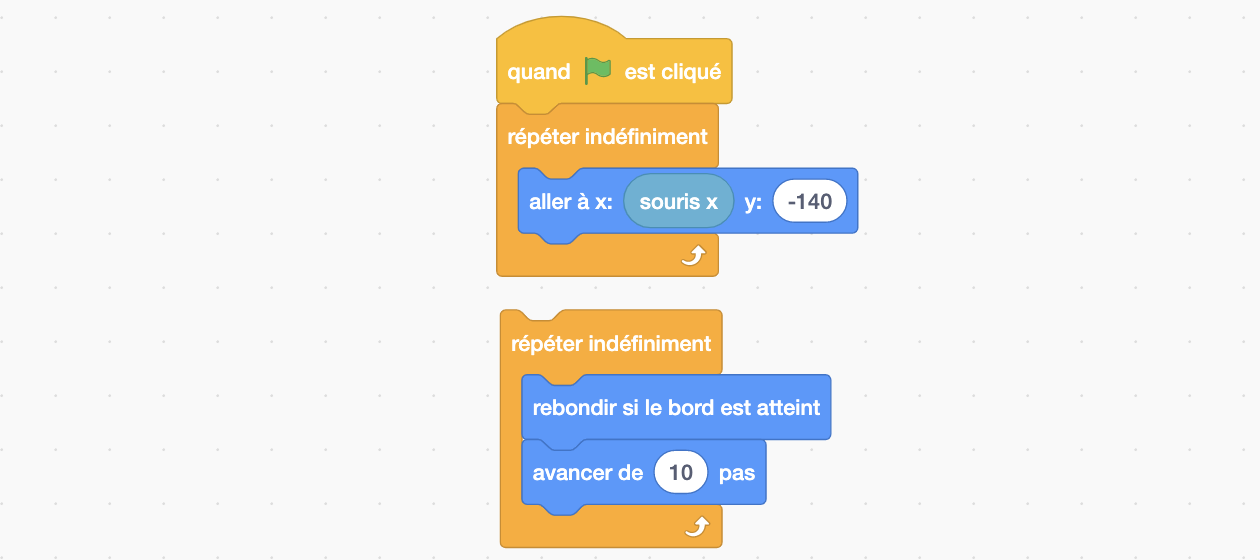 quand est cliqué
répéter indéfiniment
aller à x: souris x y: -140
répéter indéfiniment
rebondir si le bord est atteint
avancer de 10 pas